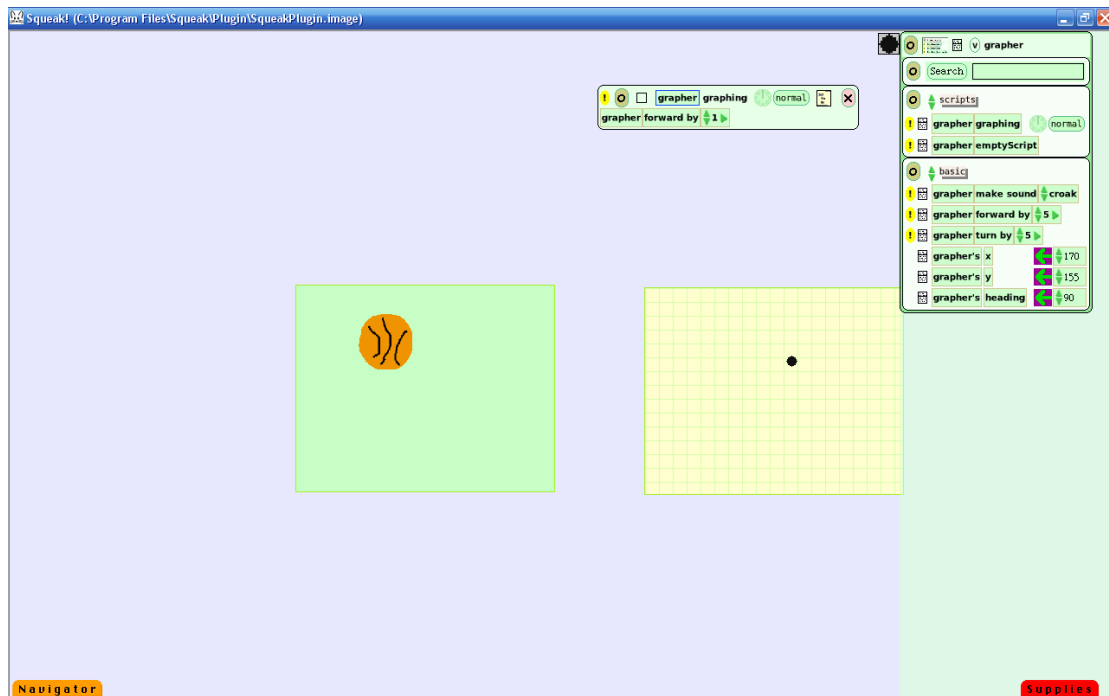 Squeak! (C:\Program Files\Squeak\Plugin\SqueakPlugin.image)
v grapher
Search
scripts
! grapher graphing normal
! grapher emptyScript
basic
! grapher make sound croak
! grapher forward by 5
! grapher turn by 5
grapher's x 170
grapher's y 155
grapher's heading 90
! grapher graphing normal
grapher forward by 1
Navigator
Supplies